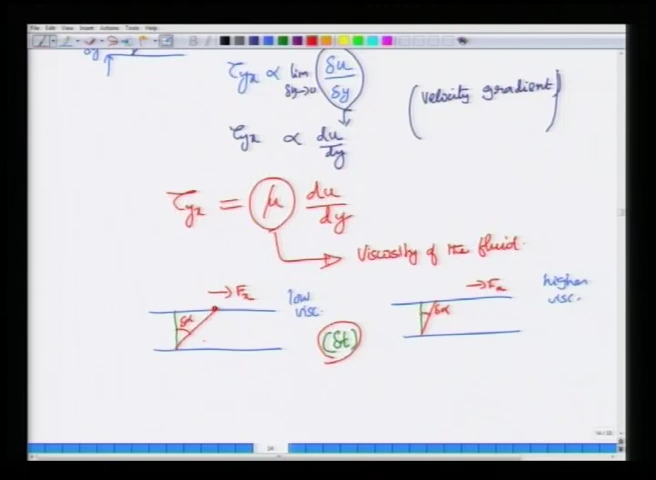 τyx ∝ lim δy→0 δu/δy
(Velocity gradient)
τyx ∝ du/dy
τyx = μ du/dy
Viscosity of the fluid.
→Fx
low visc.
δα
(δt)
→Fx
higher visc.
δα